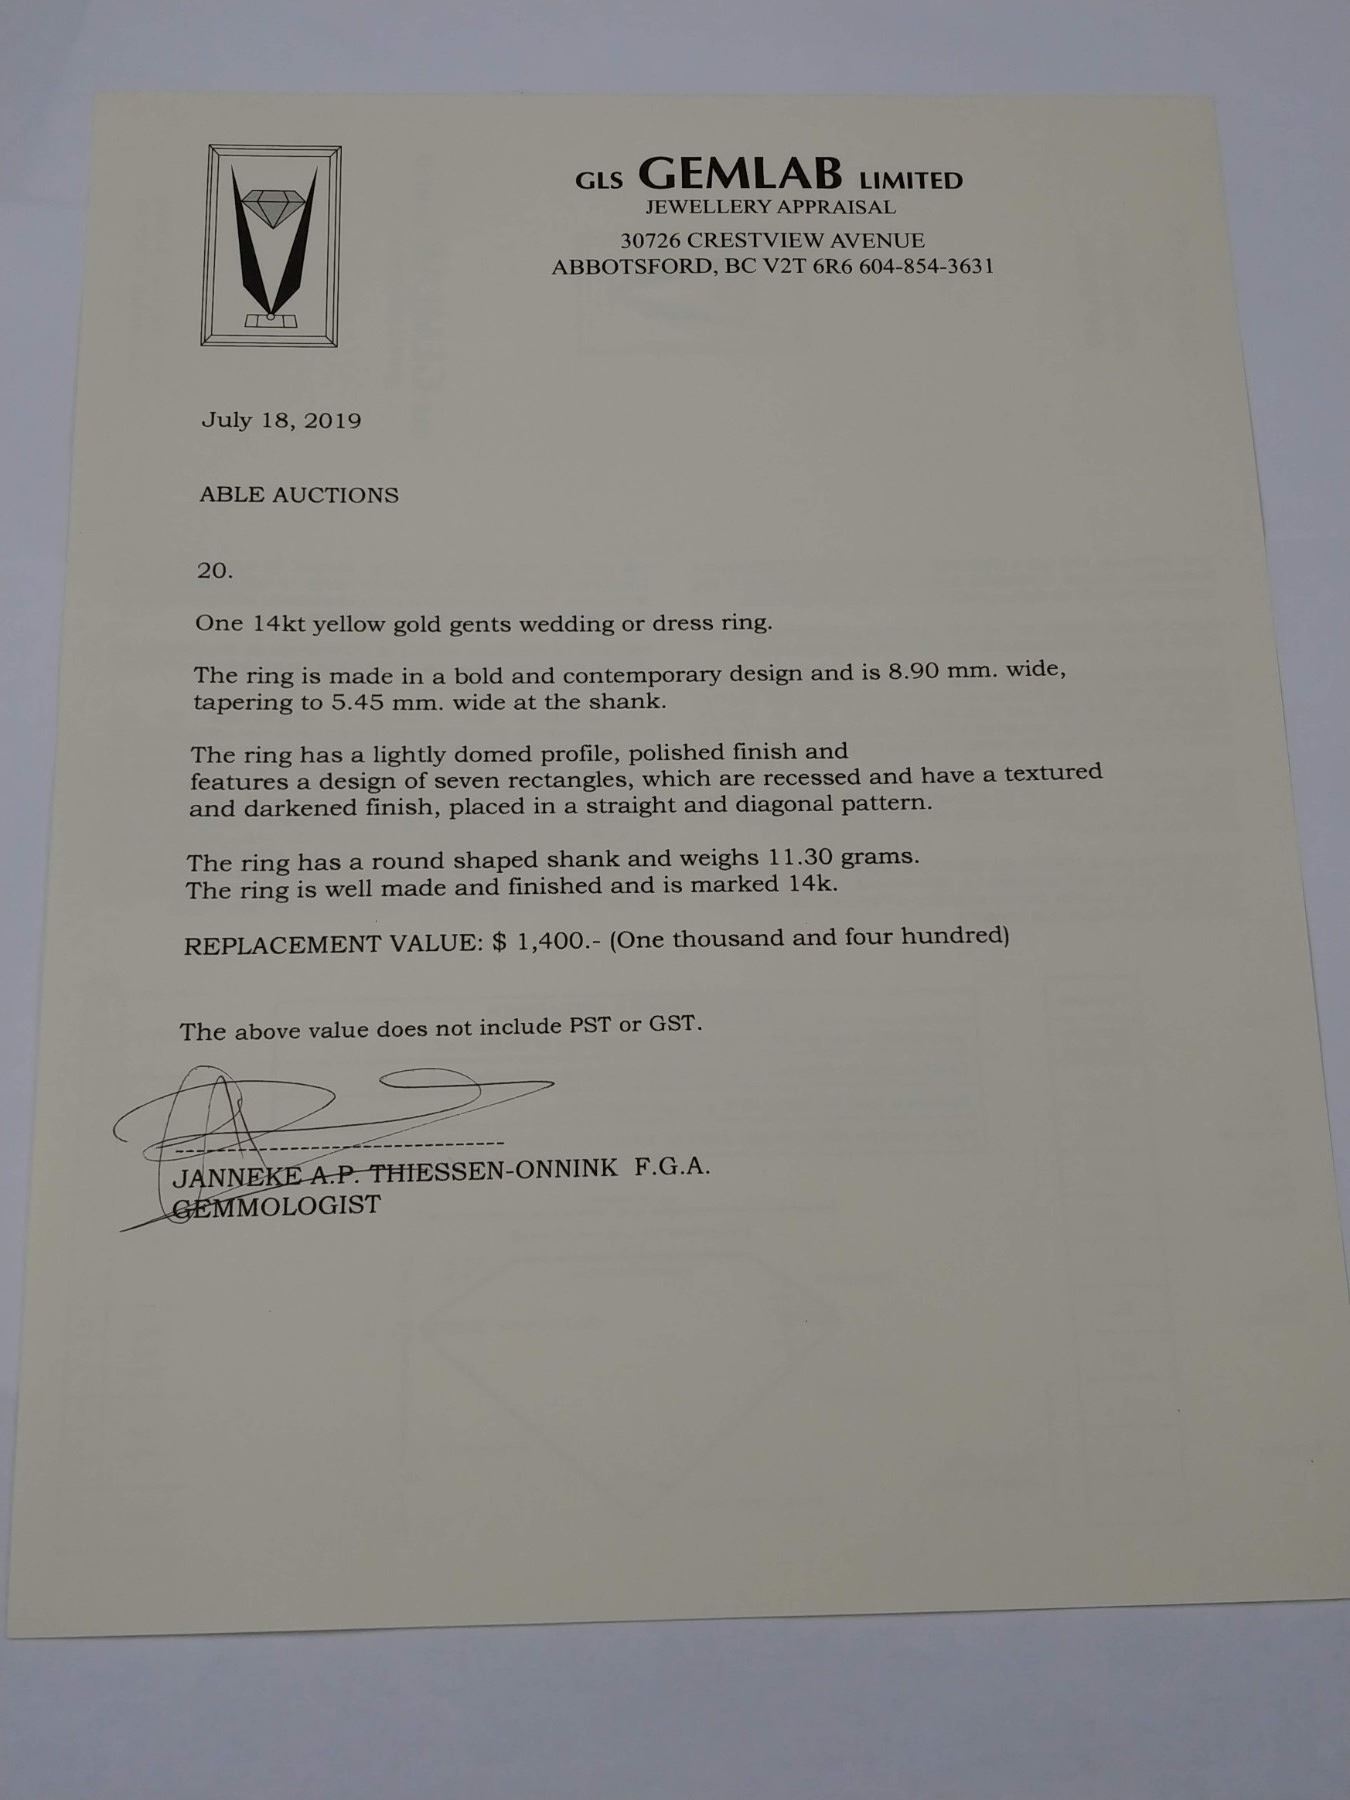 GLS GEMLAB LIMITED
JEWELLERY APPRAISAL
30726 CRESTVIEW AVENUE
ABBOTSFORD, BC V2T 6R6 604-854-3631
July 18, 2019
ABLE AUCTIONS
20.
One 14kt yellow gold gents wedding or dress ring.
The ring is made in a bold and contemporary design and is 8.90 mm. wide,
tapering to 5.45 mm. wide at the shank.
The ring has a lightly domed profile, polished finish and
features a design of seven rectangles, which are recessed and have a textured
and darkened finish, placed in a straight and diagonal pattern.
The ring has a round shaped shank and weighs 11.30 grams.
The ring is well made and finished and is marked 14k.
REPLACEMENT VALUE: $ 1,400.- (One thousand and four hundred)
The above value does not include PST or GST.
JANNEKE A.P. THIESSEN-ONNINK F.G.A.
GEMMOLOGIST